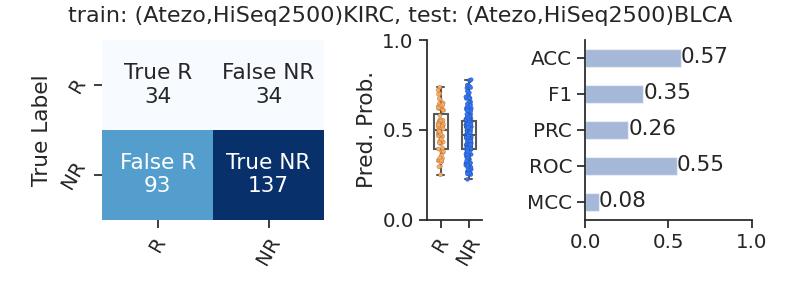 train: (Atezo,HiSeq2500)KIRC, test: (Atezo,HiSeq2500)BLCA
True Label
R
NR
True R
34
False NR
34
False R
93
True NR
137
R
NR
Pred. Prob.
1.0
0.5
0.0
R
NR
ACC
0.57
F1
0.35
PRC
0.26
ROC
0.55
MCC
0.08
0.0
0.5
1.0